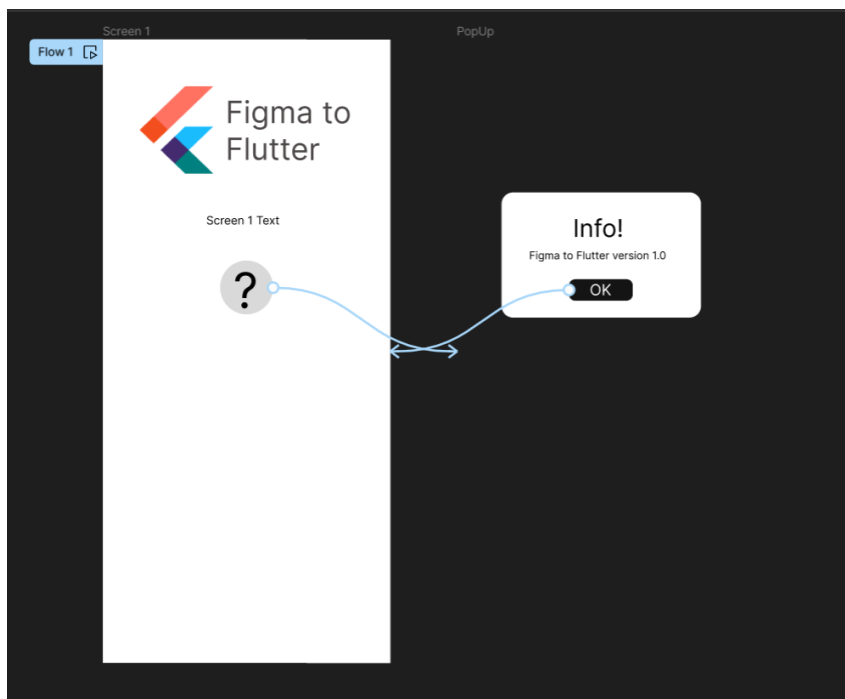 Screen 1
PopUp
Flow 1
Figma to
Flutter
Screen 1 Text
?
Info!
Figma to Flutter version 1.0
OK